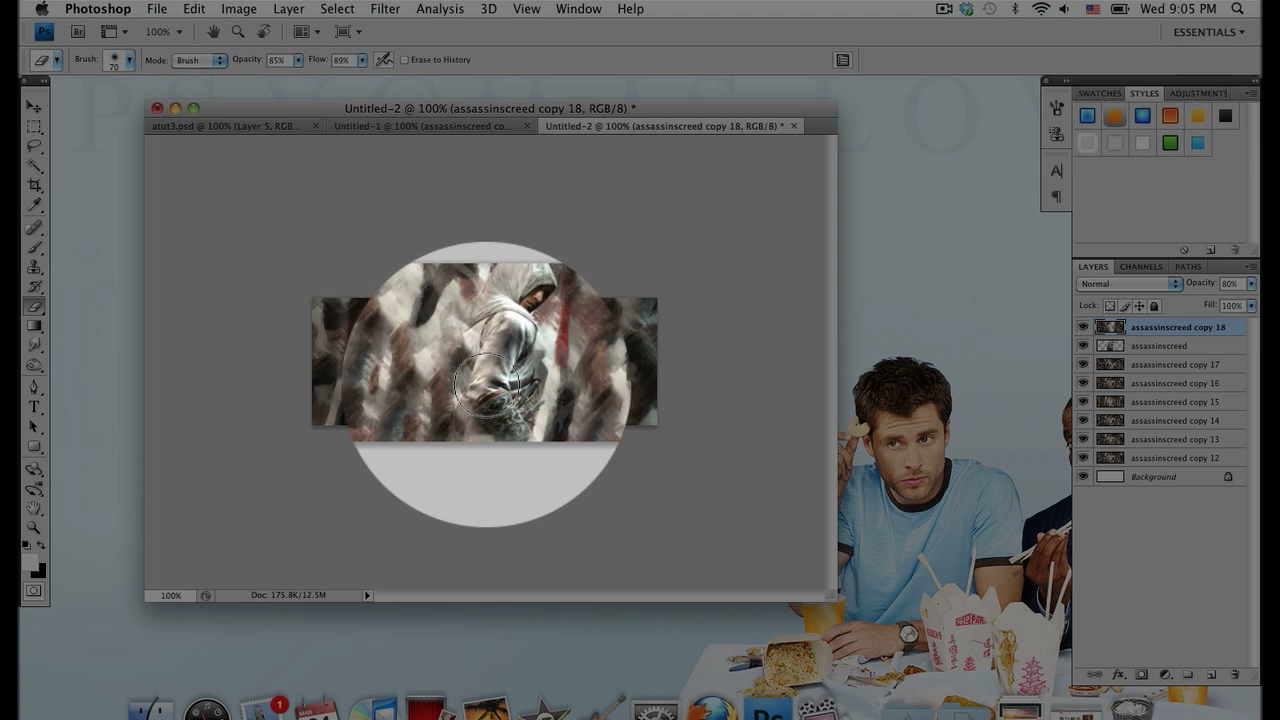 Photoshop File Edit Image Layer Select Filter Analysis 3D View Window Help Wed 9:05 PM
Ps Br 100% ESSENTIALS
Brush: 70 Mode: Brush Opacity: 85% Flow: 89% Erase to History
Untitled-2 @ 100% (assassinscreed copy 18, RGB/8) *
atut3.psd @ 100% (Layer 5, RGB... Untitled-1 @ 100% (assassinscreed co... Untitled-2 @ 100% (assassinscreed copy 18, RGB/8) *
100% Doc: 175.8K/12.5M
SWATCHES STYLES ADJUSTMENTS
LAYERS CHANNELS PATHS
Normal Opacity: 80%
Lock: Fill: 100%
assassinscreed copy 18
assassinscreed
assassinscreed copy 17
assassinscreed copy 16
assassinscreed copy 15
assassinscreed copy 14
assassinscreed copy 13
assassinscreed copy 12
Background
1
Ps